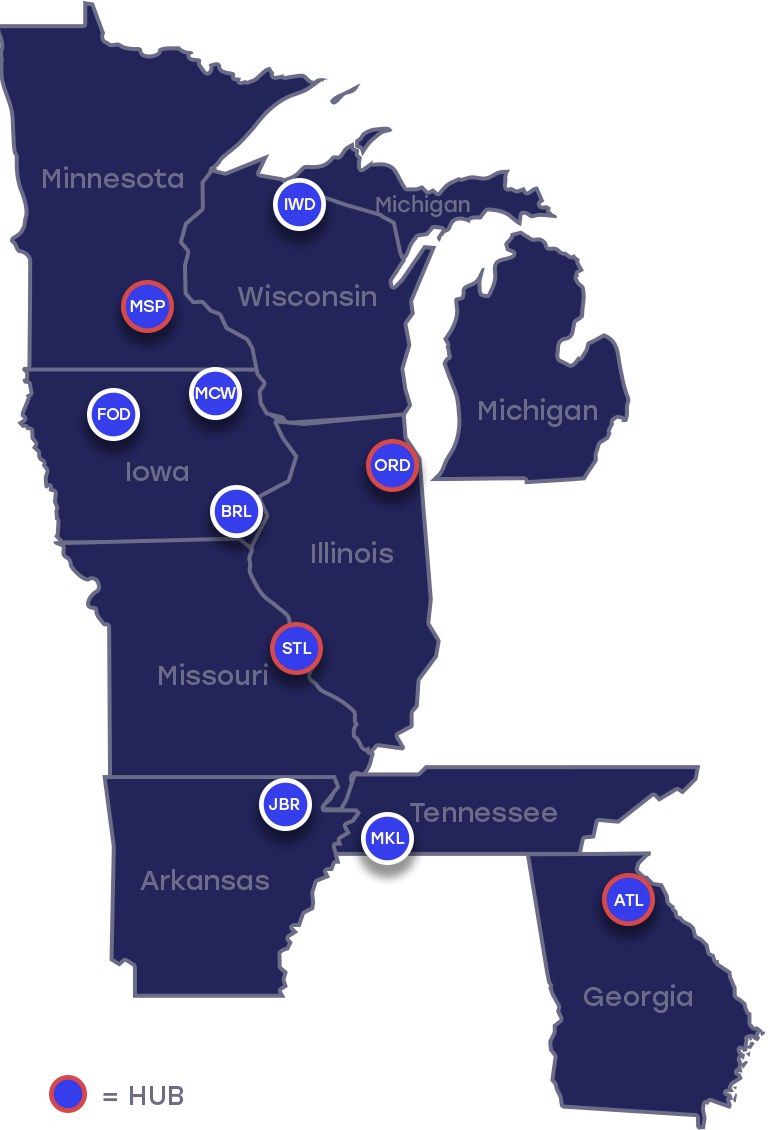 Minnesota
IWD
Michigan
Wisconsin
MSP
MCW
FOD
Michigan
ORD
Iowa
BRL
Illinois
STL
Missouri
JBR
Tennessee
MKL
Arkansas
ATL
Georgia
= HUB